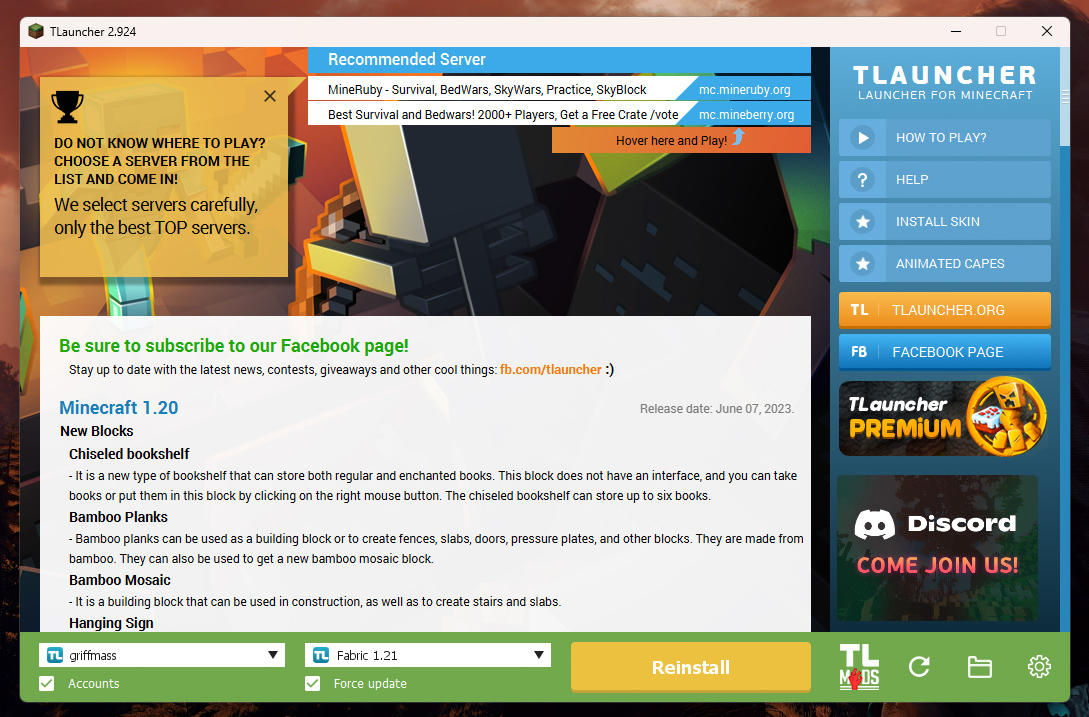 TLauncher 2.924
Recommended Server
MineRuby - Survival, BedWars, SkyWars, Practice, SkyBlock
mc.mineruby.org
Best Survival and Bedwars! 2000+ Players, Get a Free Crate /vote
mc.mineberry.org
Hover here and Play!
DO NOT KNOW WHERE TO PLAY?
CHOOSE A SERVER FROM THE
LIST AND COME IN!
We select servers carefully,
only the best TOP servers.
Be sure to subscribe to our Facebook page!
Stay up to date with the latest news, contests, giveaways and other cool things: fb.com/tlauncher :)
Minecraft 1.20
Release date: June 07, 2023.
New Blocks
Chiseled bookshelf
- It is a new type of bookshelf that can store both regular and enchanted books. This block does not have an interface, and you can take
books or put them in this block by clicking on the right mouse button. The chiseled bookshelf can store up to six books.
Bamboo Planks
- Bamboo planks can be used as a building block or to create fences, slabs, doors, pressure plates, and other blocks. They are made from
bamboo. They can also be used to get a new bamboo mosaic block.
Bamboo Mosaic
- It is a building block that can be used in construction, as well as to create stairs and slabs.
Hanging Sign
TLAUNCHER
LAUNCHER FOR MINECRAFT
HOW TO PLAY?
? HELP
INSTALL SKIN
ANIMATED CAPES
TL TLAUNCHER.ORG
FB FACEBOOK PAGE
TLauncher
PREMIUM
Discord
COME JOIN US!
TL griffmass
Accounts
TL Fabric 1.21
Force update
Reinstall
TL
MODS